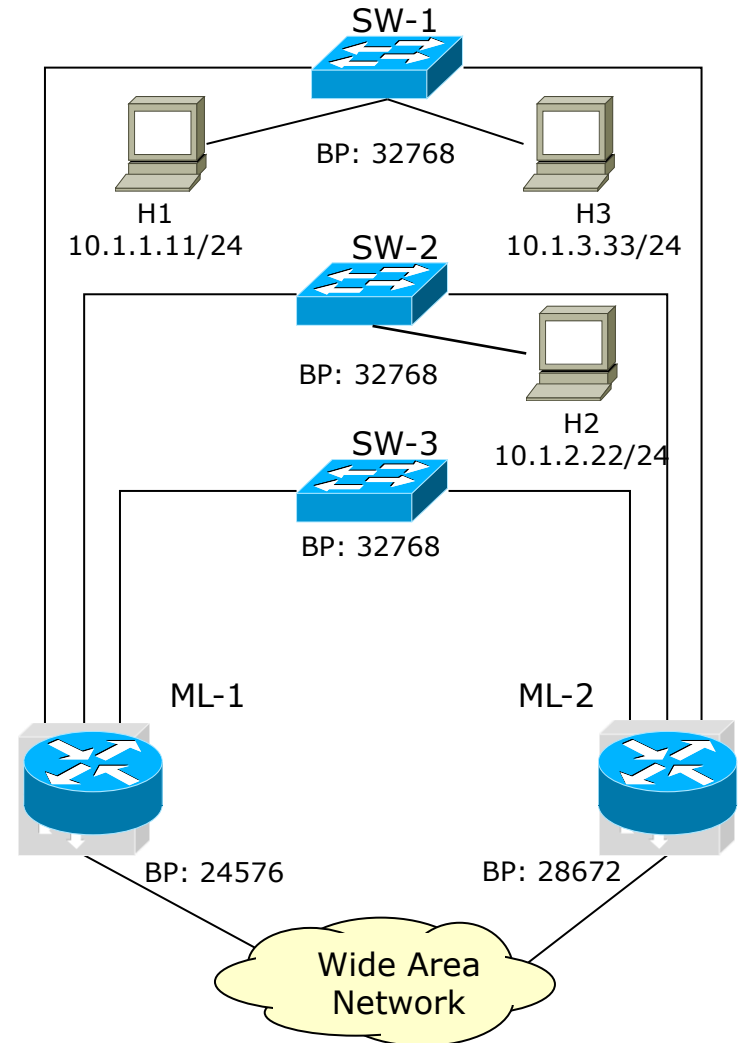 SW-1
BP: 32768
H1
10.1.1.11/24
H3
10.1.3.33/24
SW-2
BP: 32768
H2
10.1.2.22/24
SW-3
BP: 32768
ML-1
ML-2
BP: 24576
BP: 28672
Wide Area
Network